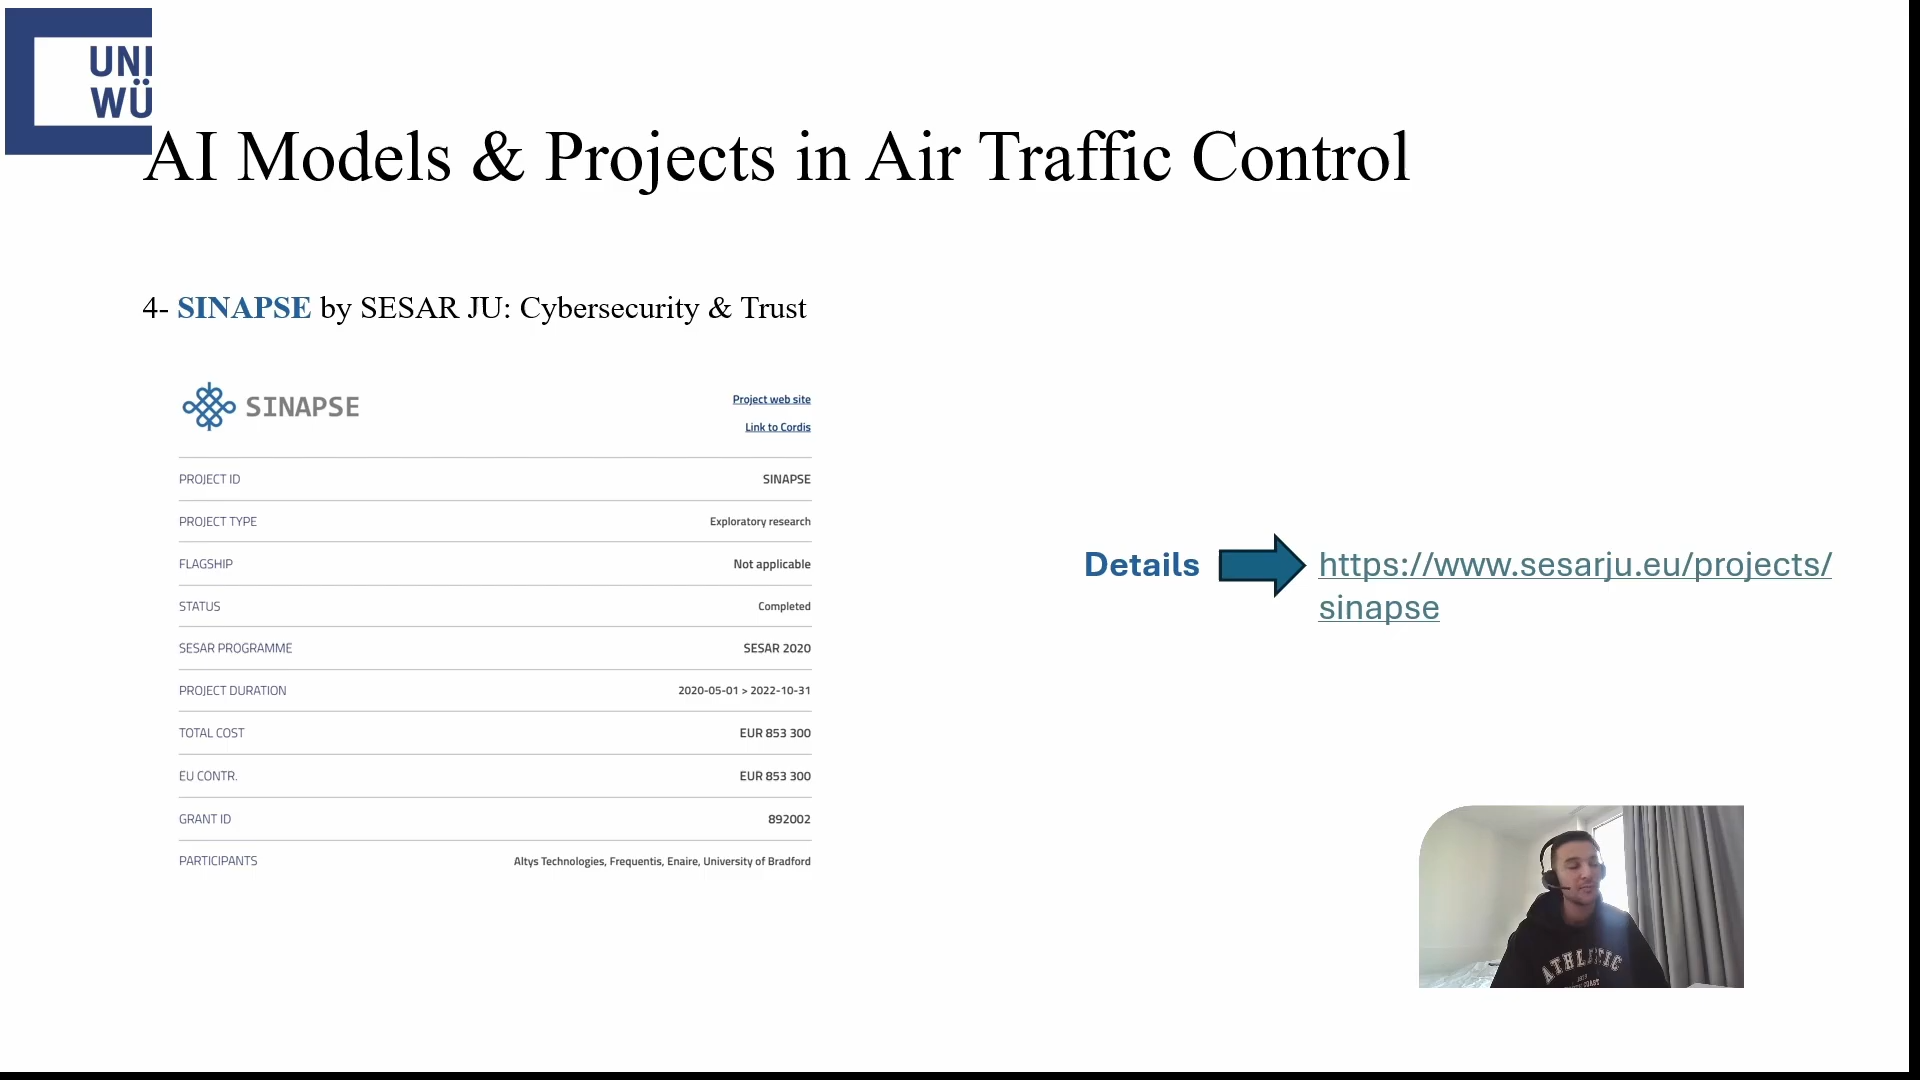 UNI
WÜ
AI Models & Projects in Air Traffic Control
4- SINAPSE by SESAR JU: Cybersecurity & Trust
SINAPSE
Project web site
Link to Cordis
PROJECT ID SINAPSE
PROJECT TYPE Exploratory research
FLAGSHIP Not applicable
STATUS Completed
SESAR PROGRAMME SESAR 2020
PROJECT DURATION 2020-05-01 > 2022-10-31
TOTAL COST EUR 853 300
EU CONTR. EUR 853 300
GRANT ID 892002
PARTICIPANTS Altys Technologies, Frequentis, Enaire, University of Bradford
Details https://www.sesarju.eu/projects/
sinapse
ATHLETIC